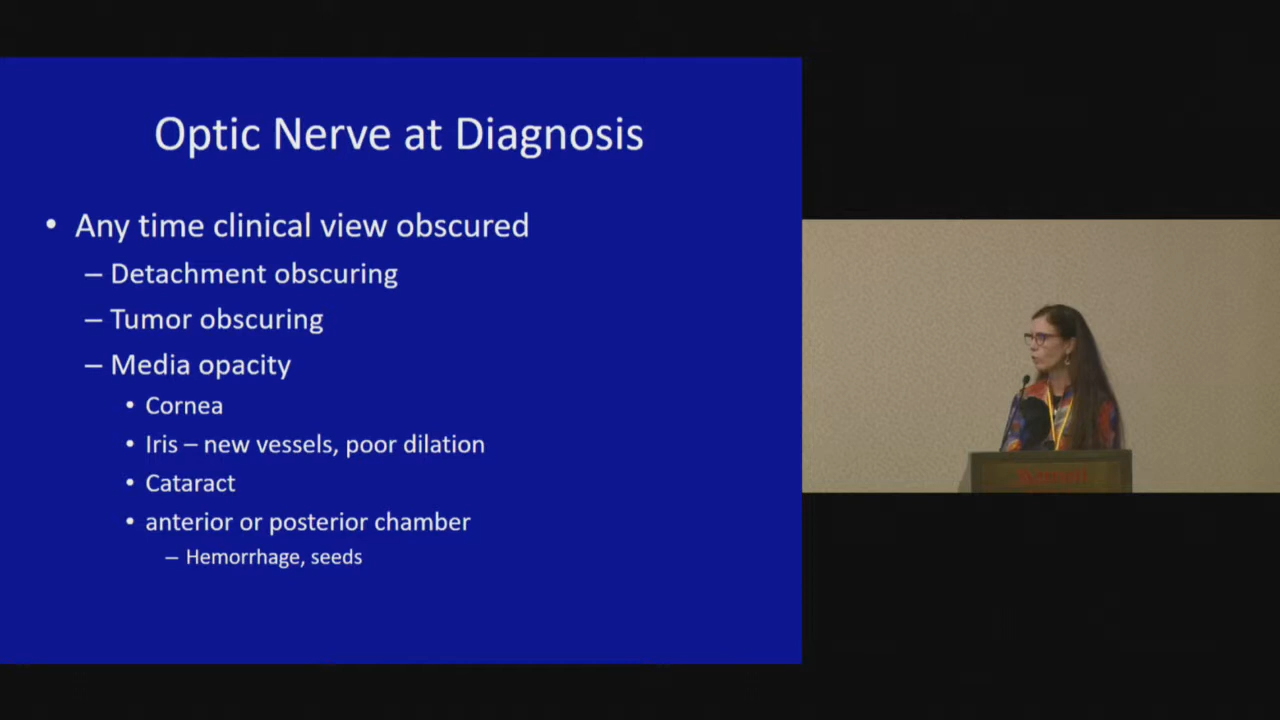 Optic Nerve at Diagnosis
• Any time clinical view obscured
– Detachment obscuring
– Tumor obscuring
– Media opacity
• Cornea
• Iris – new vessels, poor dilation
• Cataract
• anterior or posterior chamber
– Hemorrhage, seeds